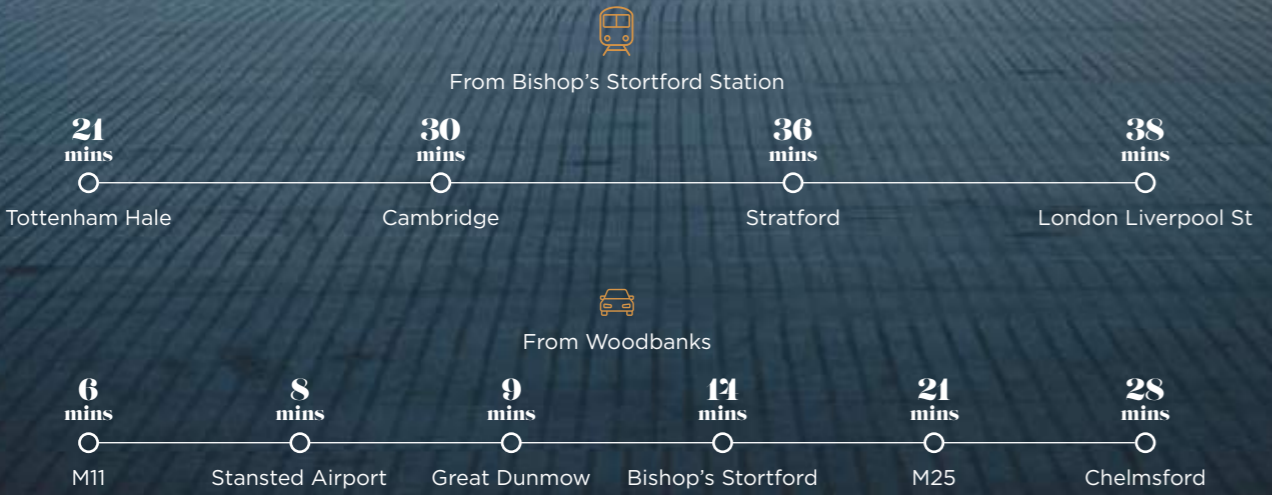 From Bishop's Stortford Station
21 mins
30 mins
36 mins
38 mins
Tottenham Hale
Cambridge
Stratford
London Liverpool St
From Woodbanks
6 mins
8 mins
9 mins
14 mins
21 mins
28 mins
M11
Stansted Airport
Great Dunmow
Bishop's Stortford
M25
Chelmsford